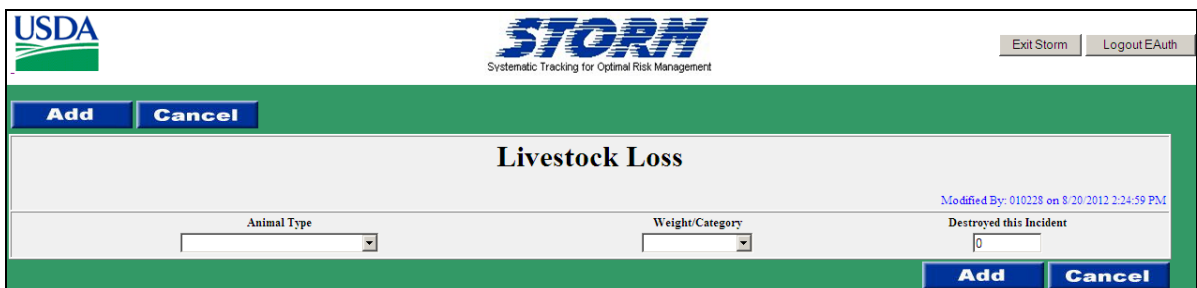 USDA
STORM
Systematic Tracking for Optimal Risk Management
Exit Storm Logout EAuth
Add Cancel
Livestock Loss
Modified By: 010228 on 8/20/2012 2:24:59 PM
Animal Type Weight/Category Destroyed this Incident
0
Add Cancel